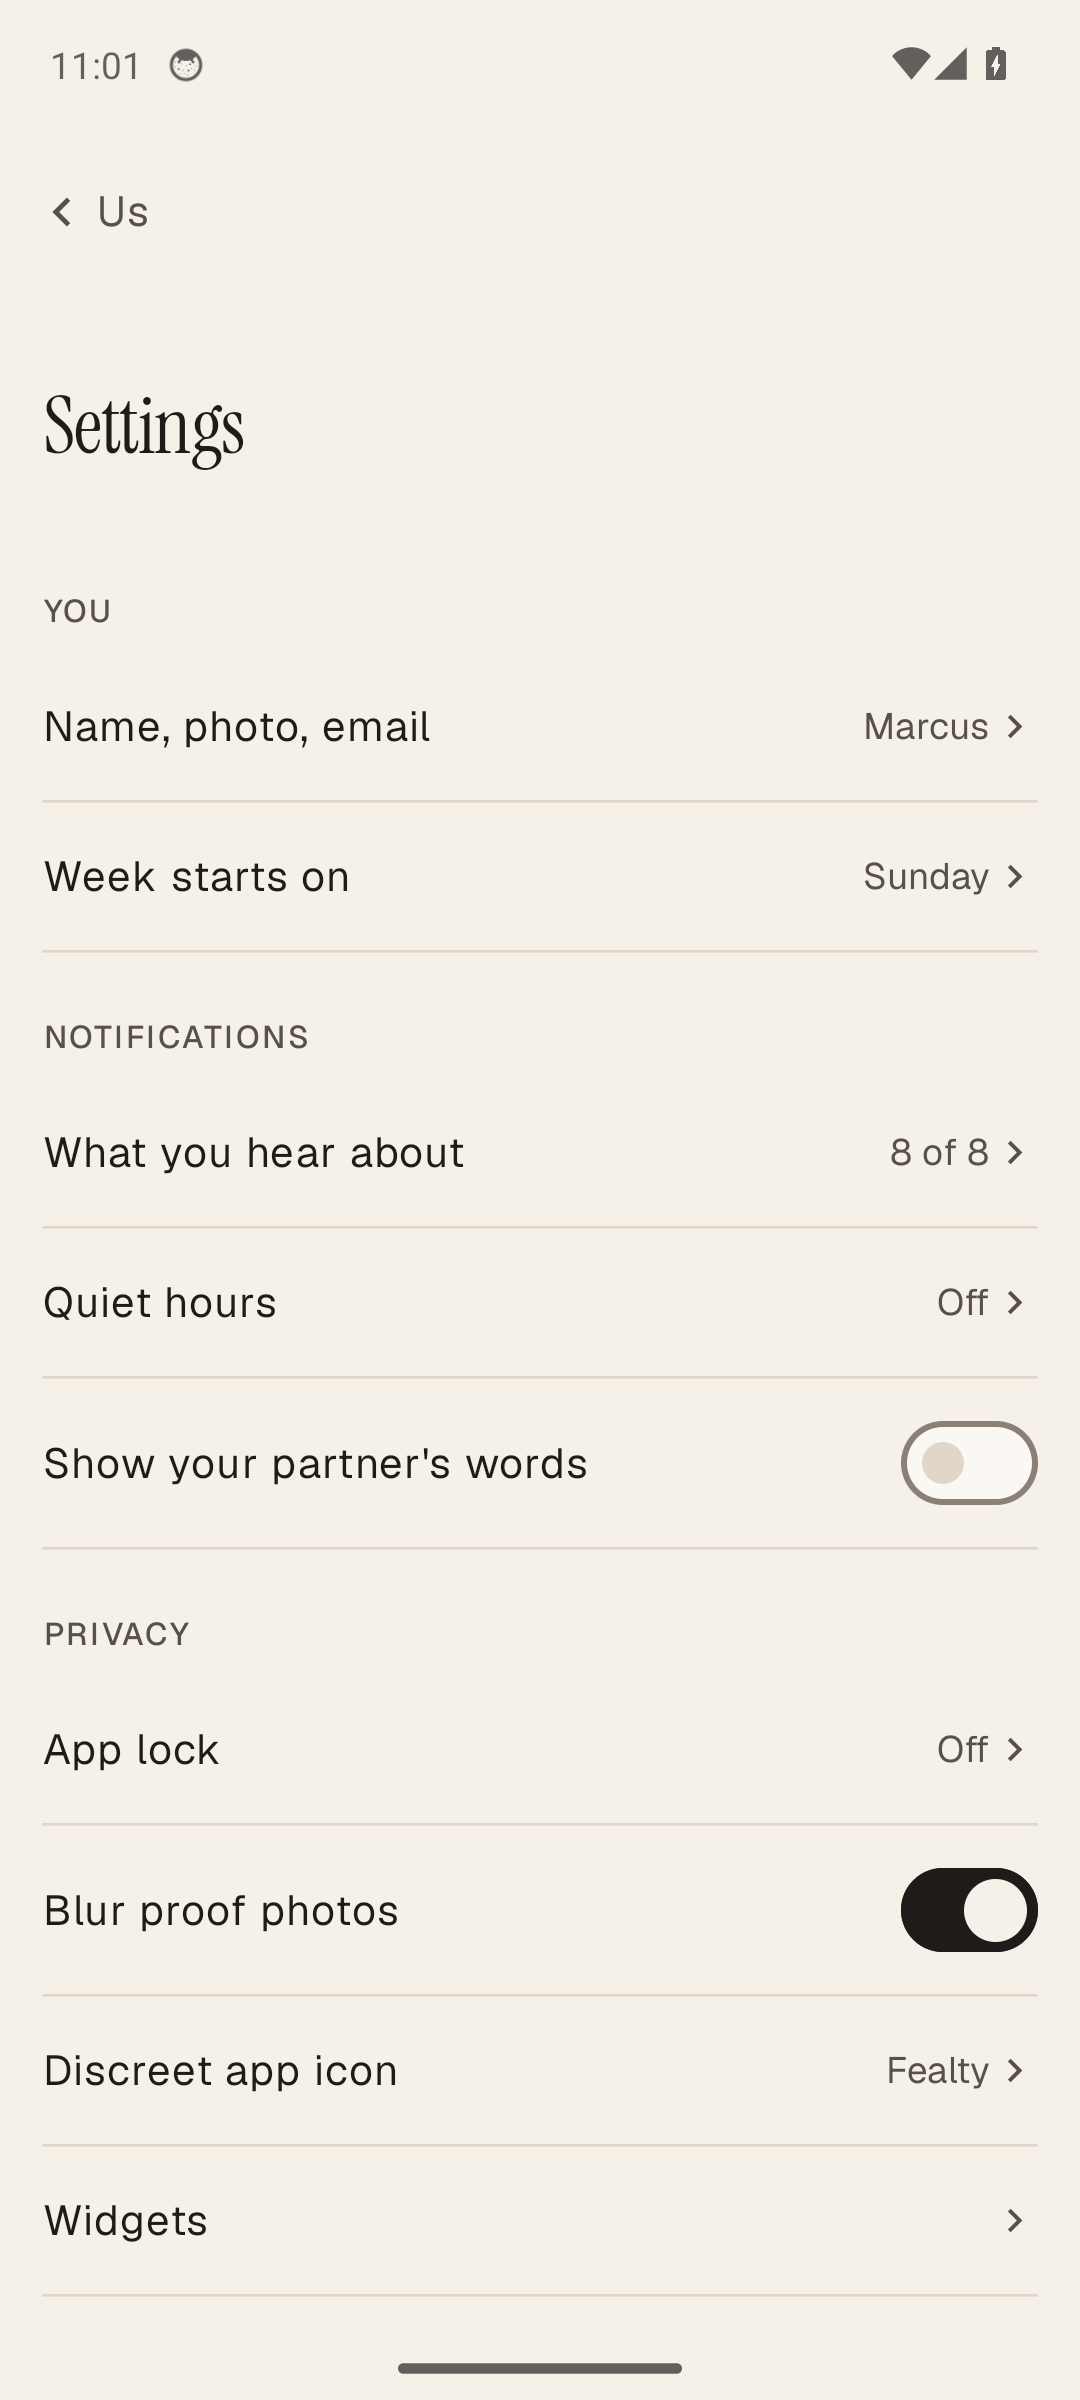 11:01
Us
Settings
YOU
Name, photo, email Marcus
Week starts on Sunday
NOTIFICATIONS
What you hear about 8 of 8
Quiet hours Off
Show your partner's words
PRIVACY
App lock Off
Blur proof photos
Discreet app icon Fealty
Widgets